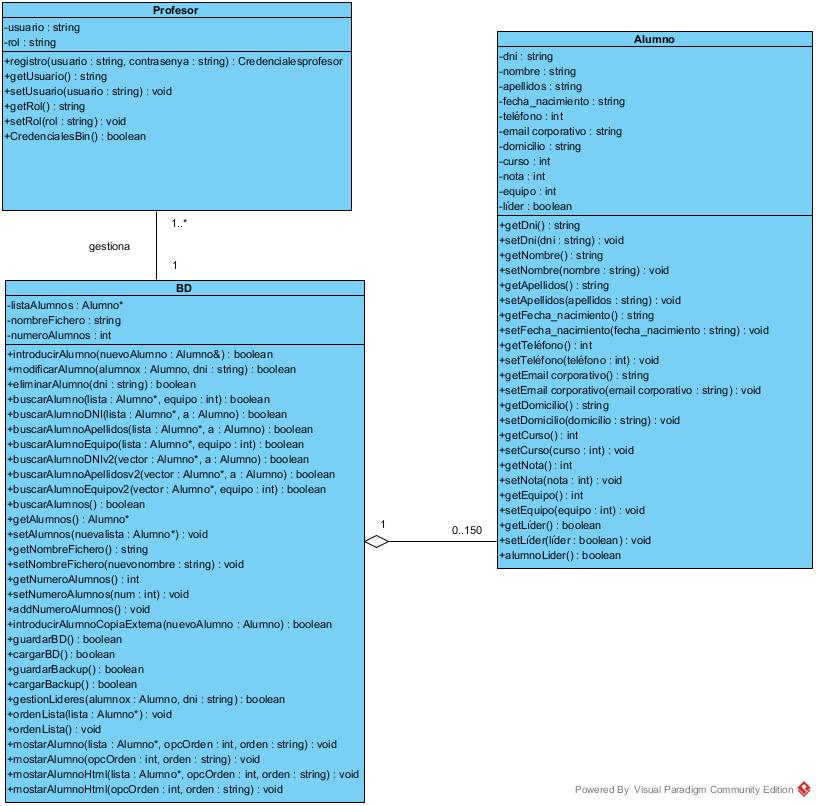 Profesor
-usuario : string
-rol : string
+registro(usuario : string, contrasenya : string) : Credencialesprofesor
+getUsuario() : string
+setUsuario(usuario : string) : void
+getRol() : string
+setRol(rol : string) : void
+CredencialesBin() : boolean
1..*
gestiona
1
BD
-listaAlumnos : Alumno*
-nombreFichero : string
-numeroAlumnos : int
+introducirAlumno(nuevoAlumno : Alumno&) : boolean
+modificarAlumno(alumnox : Alumno, dni : string) : boolean
+eliminarAlumno(dni : string) : boolean
+buscarAlumno(lista : Alumno*, equipo : int) : boolean
+buscarAlumnoDNI(lista : Alumno*, a : Alumno) : boolean
+buscarAlumnoApellidos(lista : Alumno*, a : Alumno) : boolean
+buscarAlumnoEquipo(lista : Alumno*, equipo : int) : boolean
+buscarAlumnoDNIv2(vector : Alumno*, a : Alumno) : boolean
+buscarAlumnoApellidosv2(vector : Alumno*, a : Alumno) : boolean
+buscarAlumnoEquipov2(vector : Alumno*, equipo : int) : boolean
+buscarAlumnos() : boolean
+getAlumnos() : Alumno*
+setAlumnos(nuevalista : Alumno*) : void
+getNombreFichero() : string
+setNombreFichero(nuevonombre : string) : void
+getNumeroAlumnos() : int
+setNumeroAlumnos(num : int) : void
+addNumeroAlumnos() : void
+introducirAlumnoCopiaExterna(nuevoAlumno : Alumno) : boolean
+guardarBD() : boolean
+cargarBD() : boolean
+guardarBackup() : boolean
+cargarBackup() : boolean
+gestionLideres(alumnox : Alumno, dni : string) : boolean
+ordenLista(lista : Alumno*) : void
+ordenLista() : void
+mostarAlumno(lista : Alumno*, opcOrden : int, orden : string) : void
+mostarAlumno(opcOrden : int, orden : string) : void
+mostarAlumnoHtml(lista : Alumno*, opcOrden : int, orden : string) : void
+mostarAlumnoHtml(opcOrden : int, orden : string) : void
1
0..150
Alumno
-dni : string
-nombre : string
-apellidos : string
-fecha_nacimiento : string
-teléfono : int
-email corporativo : string
-domicilio : string
-curso : int
-nota : int
-equipo : int
-líder : boolean
+getDni() : string
+setDni(dni : string) : void
+getNombre() : string
+setNombre(nombre : string) : void
+getApellidos() : string
+setApellidos(apellidos : string) : void
+getFecha_nacimiento() : string
+setFecha_nacimiento(fecha_nacimiento : string) : void
+getTeléfono() : int
+setTeléfono(teléfono : int) : void
+getEmail corporativo() : string
+setEmail corporativo(email corporativo : string) : void
+getDomicilio() : string
+setDomicilio(domicilio : string) : void
+getCurso() : int
+setCurso(curso : int) : void
+getNota() : int
+setNota(nota : int) : void
+getEquipo() : int
+setEquipo(equipo : int) : void
+getLíder() : boolean
+setLíder(líder : boolean) : void
+alumnoLider() : boolean
Powered By Visual Paradigm Community Edition